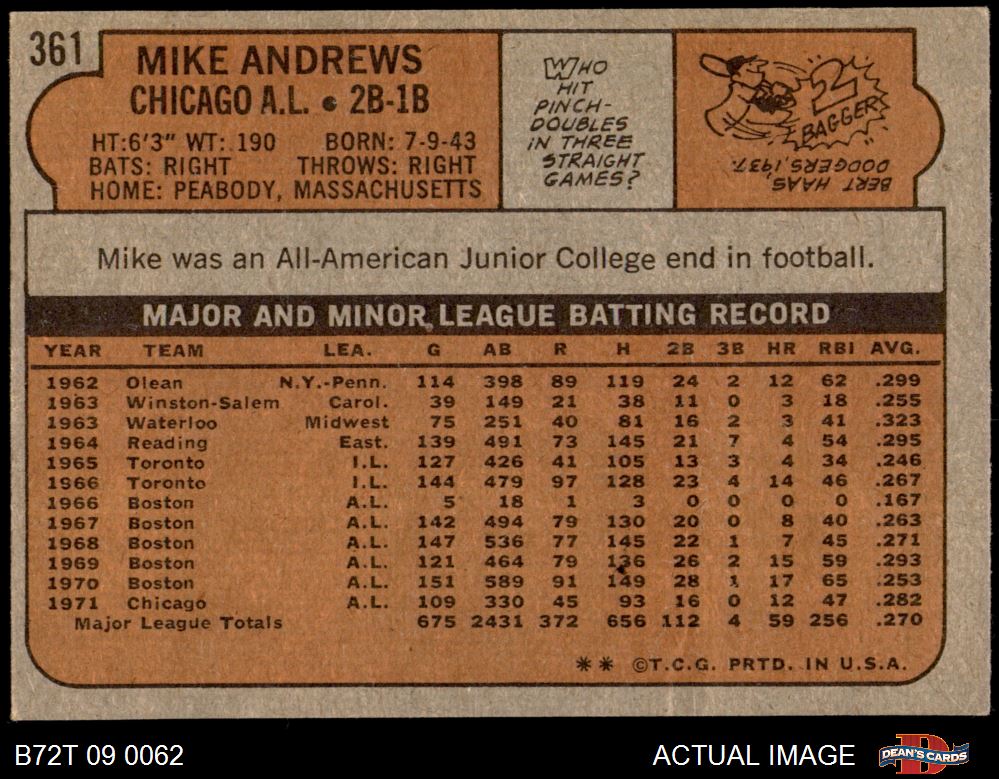 361
MIKE ANDREWS
CHICAGO A.L. • 2B-1B
HT:6'3" WT: 190 BORN: 7-9-43
BATS: RIGHT THROWS: RIGHT
HOME: PEABODY, MASSACHUSETTS
WHO
HIT
PINCH-
DOUBLES
IN THREE
STRAIGHT
GAMES?
2
BAGGER
BERT HAAS,
DODGERS, 1937.
Mike was an All-American Junior College end in football.
MAJOR AND MINOR LEAGUE BATTING RECORD
YEAR TEAM LEA. G AB R H 2B 3B HR RBI AVG.
1962 Olean N.Y.-Penn. 114 398 89 119 24 2 12 62 .299
1963 Winston-Salem Carol. 39 149 21 38 11 0 3 18 .255
1963 Waterloo Midwest 75 251 40 81 16 2 3 41 .323
1964 Reading East. 139 491 73 145 21 7 4 54 .295
1965 Toronto I.L. 127 426 41 105 13 3 4 34 .246
1966 Toronto I.L. 144 479 97 128 23 4 14 46 .267
1966 Boston A.L. 5 18 1 3 0 0 0 0 .167
1967 Boston A.L. 142 494 79 130 20 0 8 40 .263
1968 Boston A.L. 147 536 77 145 22 1 7 45 .271
1969 Boston A.L. 121 464 79 136 26 2 15 59 .293
1970 Boston A.L. 151 589 91 149 28 1 17 65 .253
1971 Chicago A.L. 109 330 45 93 16 0 12 47 .282
Major League Totals 675 2431 372 656 112 4 59 256 .270
** ©T.C.G. PRTD. IN U.S.A.
B72T 09 0062
ACTUAL IMAGE
DEAN'S CARDS